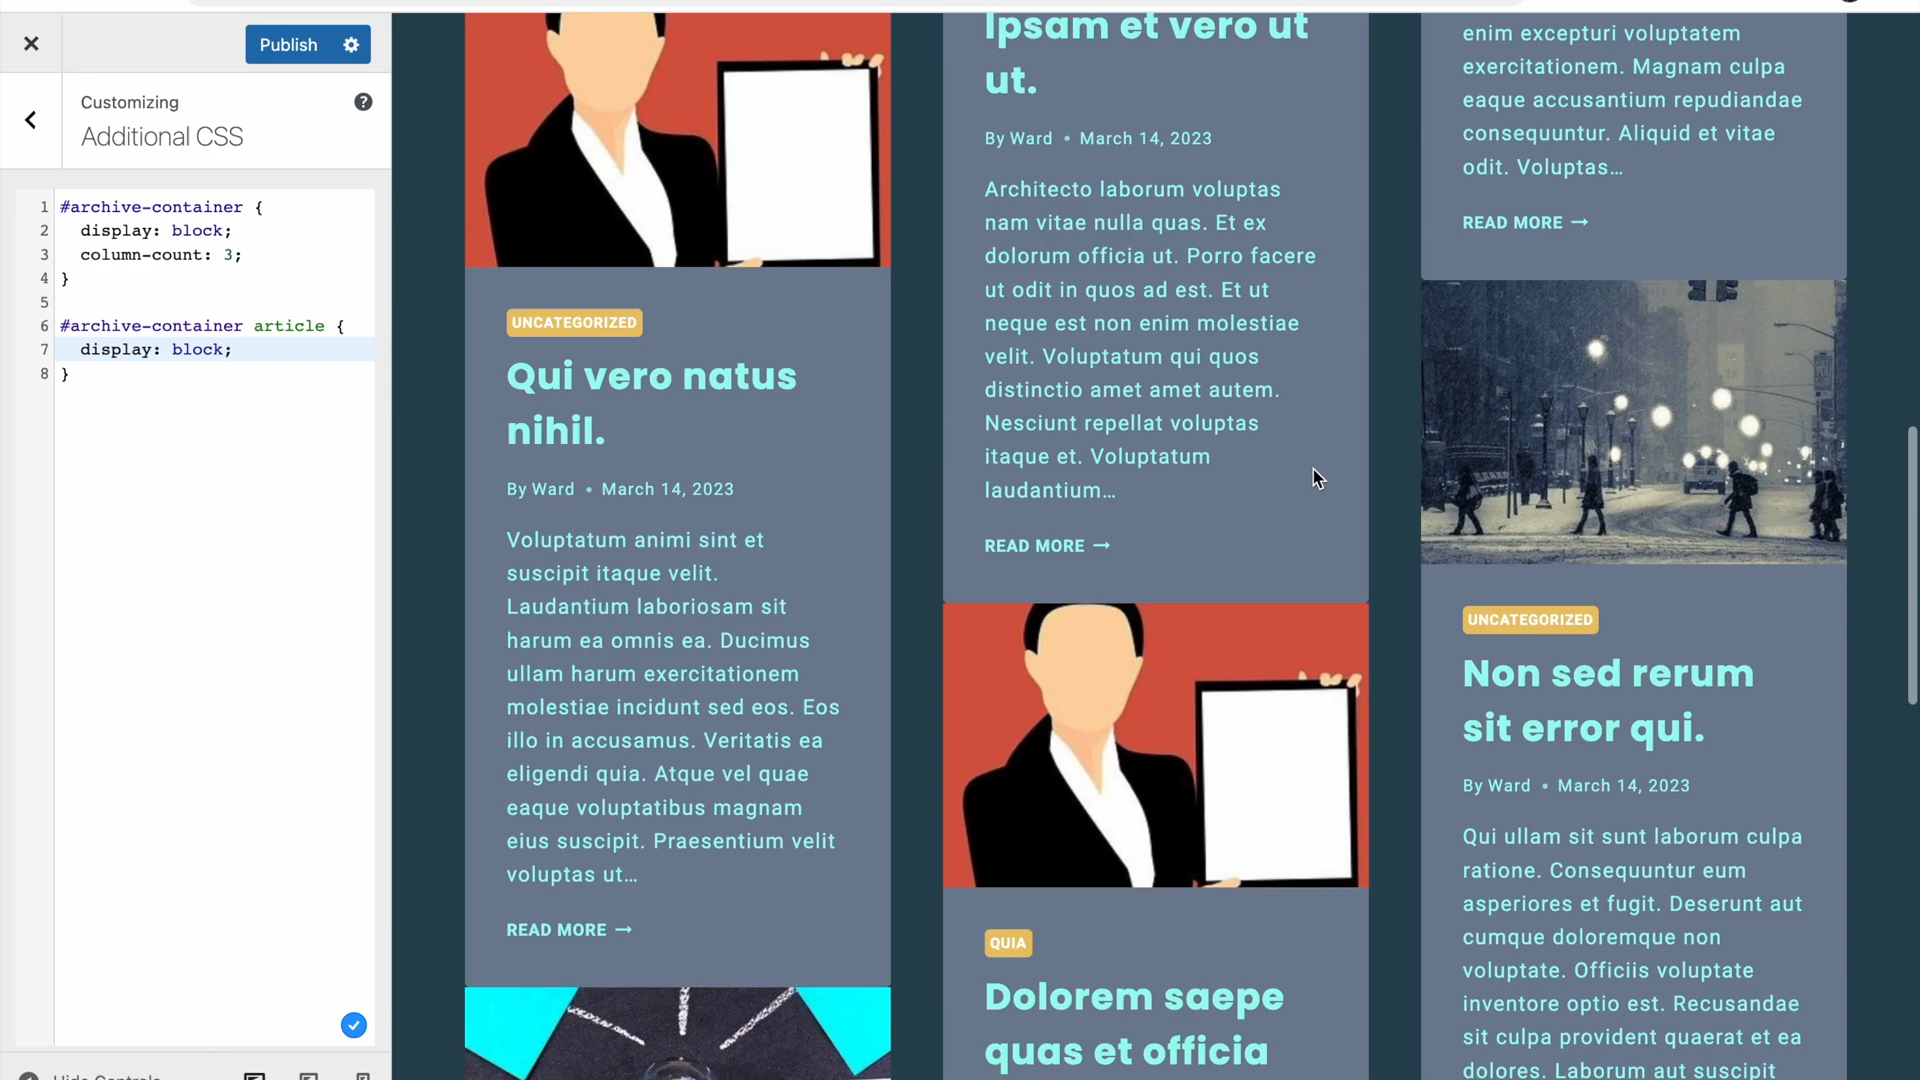 Publish
Customizing
Additional CSS
1 #archive-container {
2 display: block;
3 column-count: 3;
4 }
5
6 #archive-container article {
7 display: block;
8 }
Hide Controls
UNCATEGORIZED
Qui vero natus
nihil.
By Ward • March 14, 2023
Voluptatum animi sint et
suscipit itaque velit.
Laudantium laboriosam sit
harum ea omnis ea. Ducimus
ullam harum exercitationem
molestiae incidunt sed eos. Eos
illo in accusamus. Veritatis ea
eligendi quia. Atque vel quae
eaque voluptatibus magnam
eius suscipit. Praesentium velit
voluptas ut…
READ MORE →
Ipsam et vero ut
ut.
By Ward • March 14, 2023
Architecto laborum voluptas
nam vitae nulla quas. Et ex
dolorum officia ut. Porro facere
ut odit in quos ad est. Et ut
neque est non enim molestiae
velit. Voluptatum qui quos
distinctio amet amet autem.
Nesciunt repellat voluptas
itaque et. Voluptatum
laudantium…
READ MORE →
QUIA
Dolorem saepe
quas et officia
enim excepturi voluptatem
exercitationem. Magnam culpa
eaque accusantium repudiandae
consequuntur. Aliquid et vitae
odit. Voluptas…
READ MORE →
UNCATEGORIZED
Non sed rerum
sit error qui.
By Ward • March 14, 2023
Qui ullam sit sunt laborum culpa
ratione. Consequuntur eum
asperiores et fugit. Deserunt aut
cumque doloremque non
voluptate. Officiis voluptate
inventore optio est. Recusandae
sit culpa provident quaerat et ea
dolores. Laborum aut suscipit